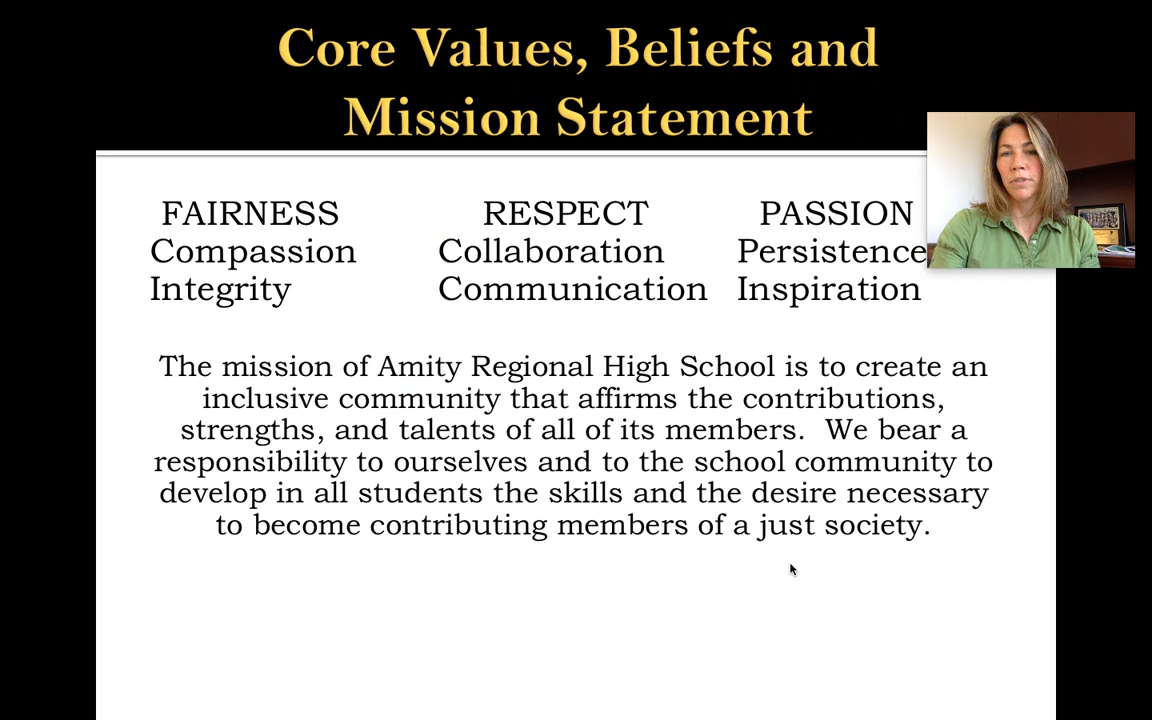 Core Values, Beliefs and
Mission Statement
FAIRNESS RESPECT PASSION
Compassion Collaboration Persistence
Integrity Communication Inspiration
The mission of Amity Regional High School is to create an
inclusive community that affirms the contributions,
strengths, and talents of all of its members.  We bear a
responsibility to ourselves and to the school community to
develop in all students the skills and the desire necessary
to become contributing members of a just society.